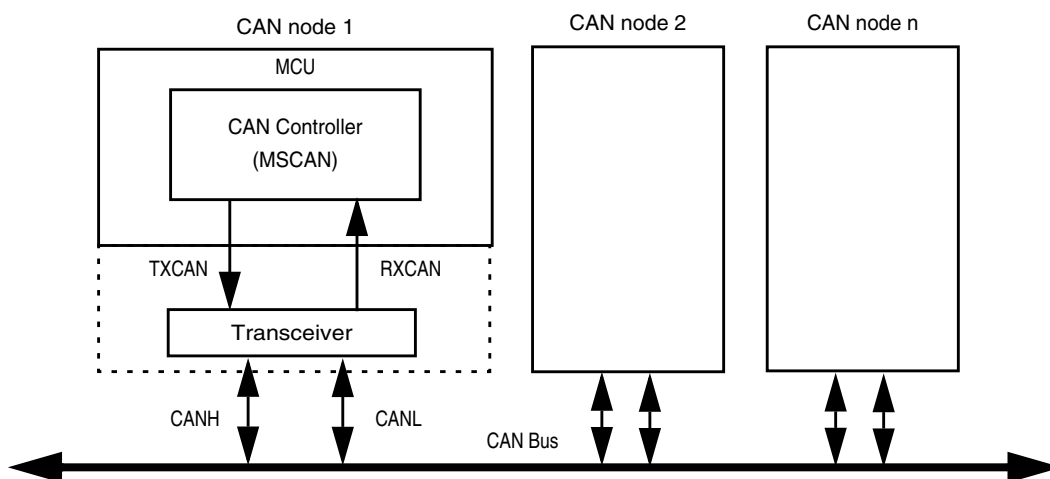 CAN node 1
CAN node 2
CAN node n
MCU
CAN Controller
(MSCAN)
TXCAN
RXCAN
Transceiver
CANH
CANL
CAN Bus